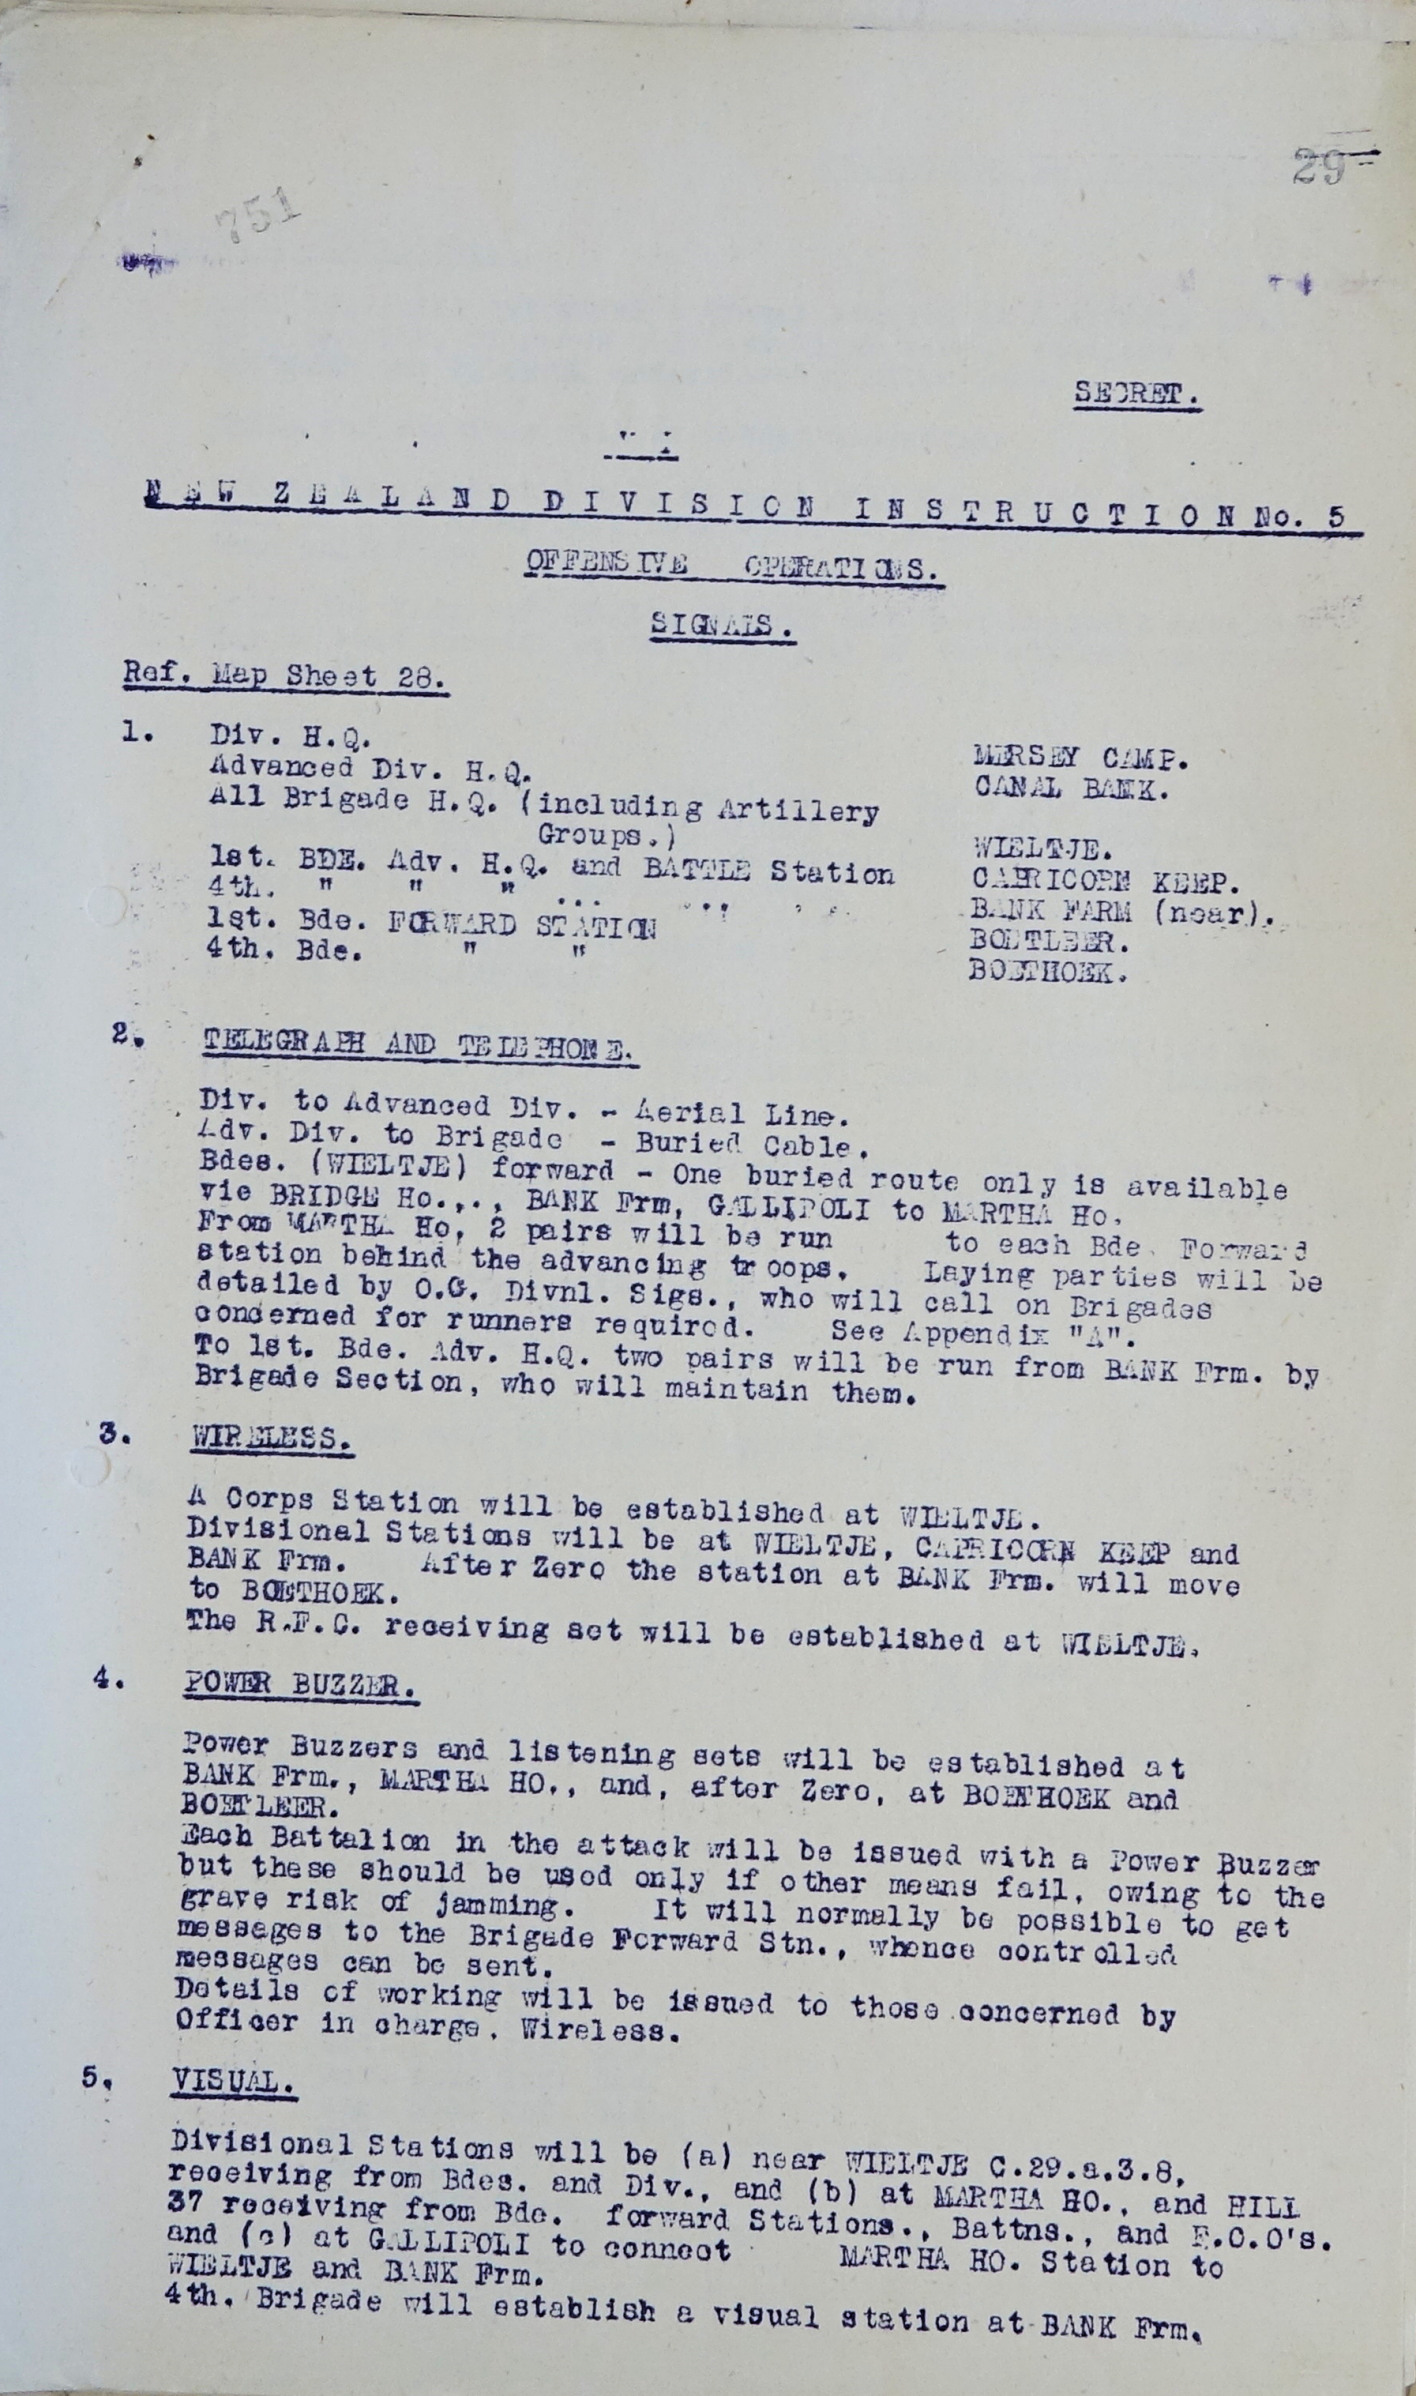 29
751
SECRET.
NEW ZEALAND DIVISION INSTRUCTION No. 5
OFFENSIVE OPERATIONS.
SIGNALS.
Ref. Map Sheet 28.
1. Div. H.Q. MERSEY CAMP.
Advanced Div. H.Q. CANAL BANK.
All Brigade H.Q. (including Artillery
Groups.) WIELTJE.
1st. BDE. Adv. H.Q. and BATTLE Station CAPRICORN KEEP.
4th. " " " ... ... BANK FARM (near).
1st. Bde. FORWARD STATION BOETLEER.
4th. Bde. " " BOETHOEK.
2. TELEGRAPH AND TELEPHONE.
Div. to Advanced Div. - Aerial Line.
Adv. Div. to Brigade - Buried Cable.
Bdes. (WIELTJE) forward - One buried route only is available
vie BRIDGE Ho.,., BANK Frm, GALLIPOLI to MARTHA Ho.
From MARTHA Ho, 2 pairs will be run to each Bde. Forward
station behind the advancing troops. Laying parties will be
detailed by O.C. Divnl. Sigs., who will call on Brigades
concerned for runners required. See Appendix "A".
To 1st. Bde. Adv. H.Q. two pairs will be run from BANK Frm. by
Brigade Section, who will maintain them.
3. WIRELESS.
A Corps Station will be established at WIELTJE.
Divisional Stations will be at WIELTJE, CAPRICORN KEEP and
BANK Frm. After Zero the station at BANK Frm. will move
to BOETHOEK.
The R.F.C. receiving set will be established at WIELTJE.
4. POWER BUZZER.
Power Buzzers and listening sets will be established at
BANK Frm., MARTHA HO., and, after Zero, at BOETHOEK and
BOETLEER.
Each Battalion in the attack will be issued with a Power Buzzer
but these should be used only if other means fail, owing to the
grave risk of jamming. It will normally be possible to get
messages to the Brigade Forward Stn., whence controlled
messages can be sent.
Details of working will be issued to those concerned by
Officer in charge, Wireless.
5. VISUAL.
Divisional Stations will be (a) near WIELTJE C.29.a.3.8,
receiving from Bdes. and Div., and (b) at MARTHA HO., and HILL
37 receiving from Bde. forward Stations., Battns., and F.O.O's.
and (c) at GALLIPOLI to connect MARTHA HO. Station to
WIELTJE and BANK Frm.
4th. Brigade will establish a visual station at BANK Frm.